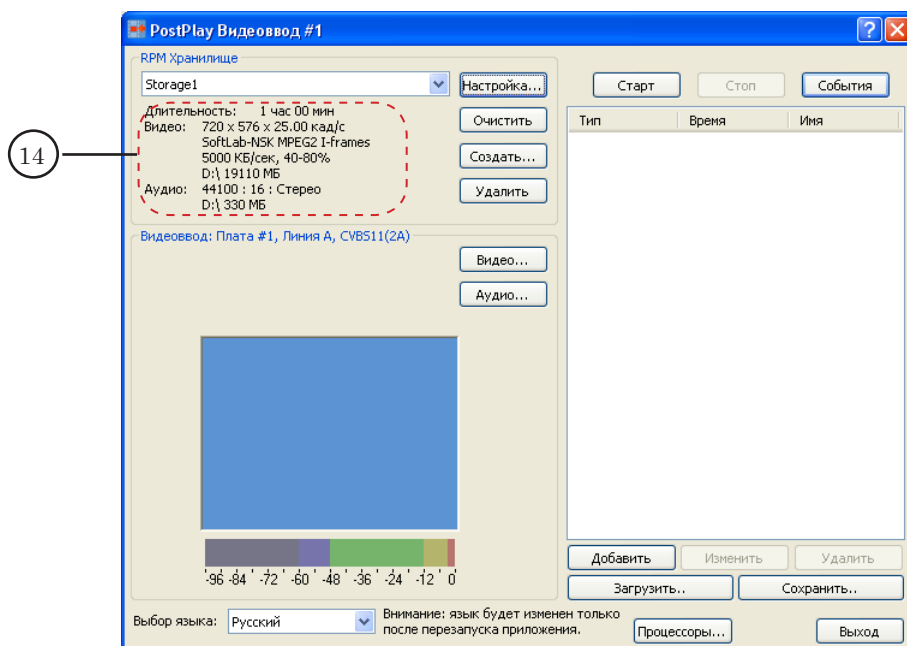 PostPlay Видеоввод #1
RPM Хранилище
Storage1
Настройка...
Длительность: 1 час 00 мин
Видео: 720 x 576 x 25.00 кад/с
SoftLab-NSK MPEG2 I-frames
5000 КБ/сек, 40-80%
D:\ 19110 МБ
Аудио: 44100 : 16 : Стерео
D:\ 330 МБ
Очистить
Создать...
Удалить
14
Видеоввод: Плата #1, Линия А, CVBS11(2A)
Видео...
Аудио...
-96 -84 -72 -60 -48 -36 -24 -12 0
Выбор языка: Русский
Внимание: язык будет изменен только
после перезапуска приложения.
Старт Стоп События
Тип Время Имя
Добавить Изменить Удалить
Загрузить.. Сохранить..
Процессоры... Выход